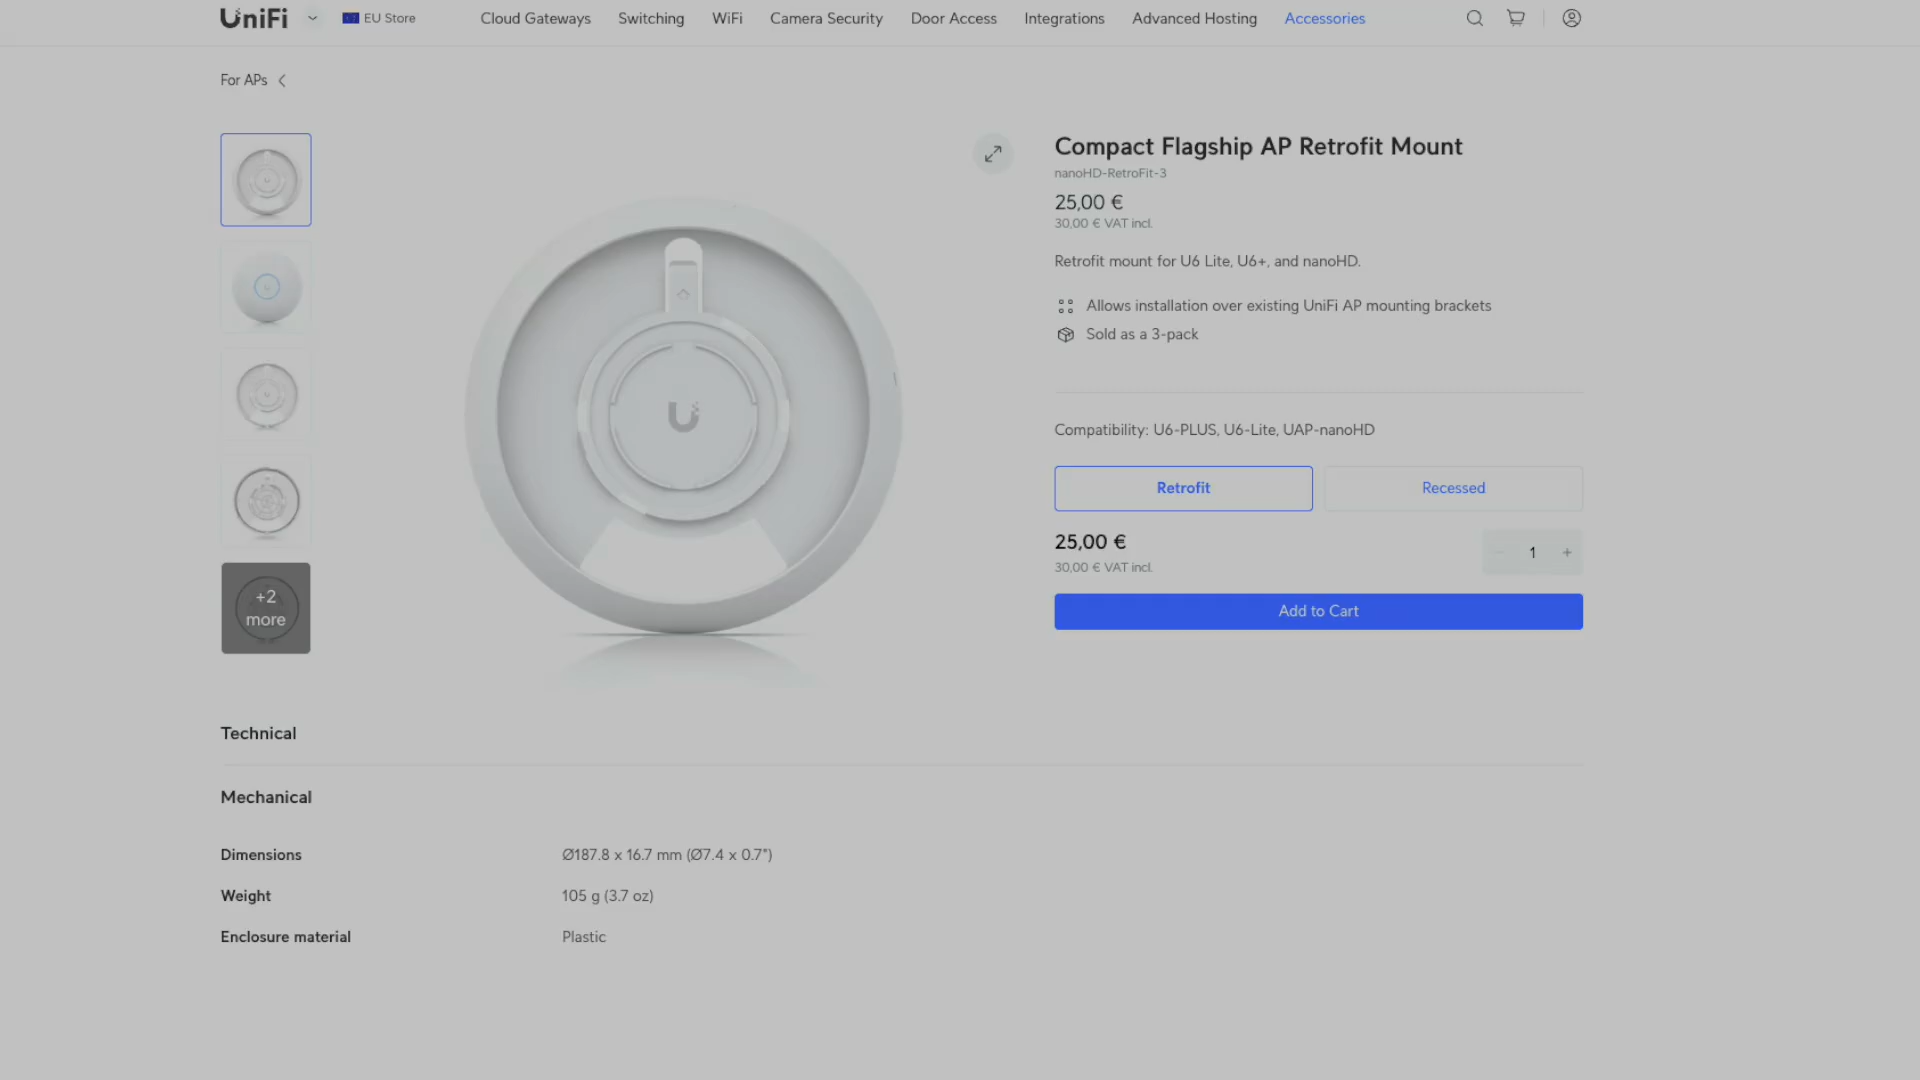 UniFi
EU Store
Cloud Gateways
Switching
WiFi
Camera Security
Door Access
Integrations
Advanced Hosting
Accessories
For APs
Compact Flagship AP Retrofit Mount
nanoHD-RetroFit-3
25,00 €
30,00 € VAT incl.
Retrofit mount for U6 Lite, U6+, and nanoHD.
Allows installation over existing UniFi AP mounting brackets
Sold as a 3-pack
Compatibility: U6-PLUS, U6-Lite, UAP-nanoHD
Retrofit
Recessed
25,00 €
30,00 € VAT incl.
1
Add to Cart
+2
more
Technical
Mechanical
Dimensions
Ø187.8 x 16.7 mm (Ø7.4 x 0.7")
Weight
105 g (3.7 oz)
Enclosure material
Plastic